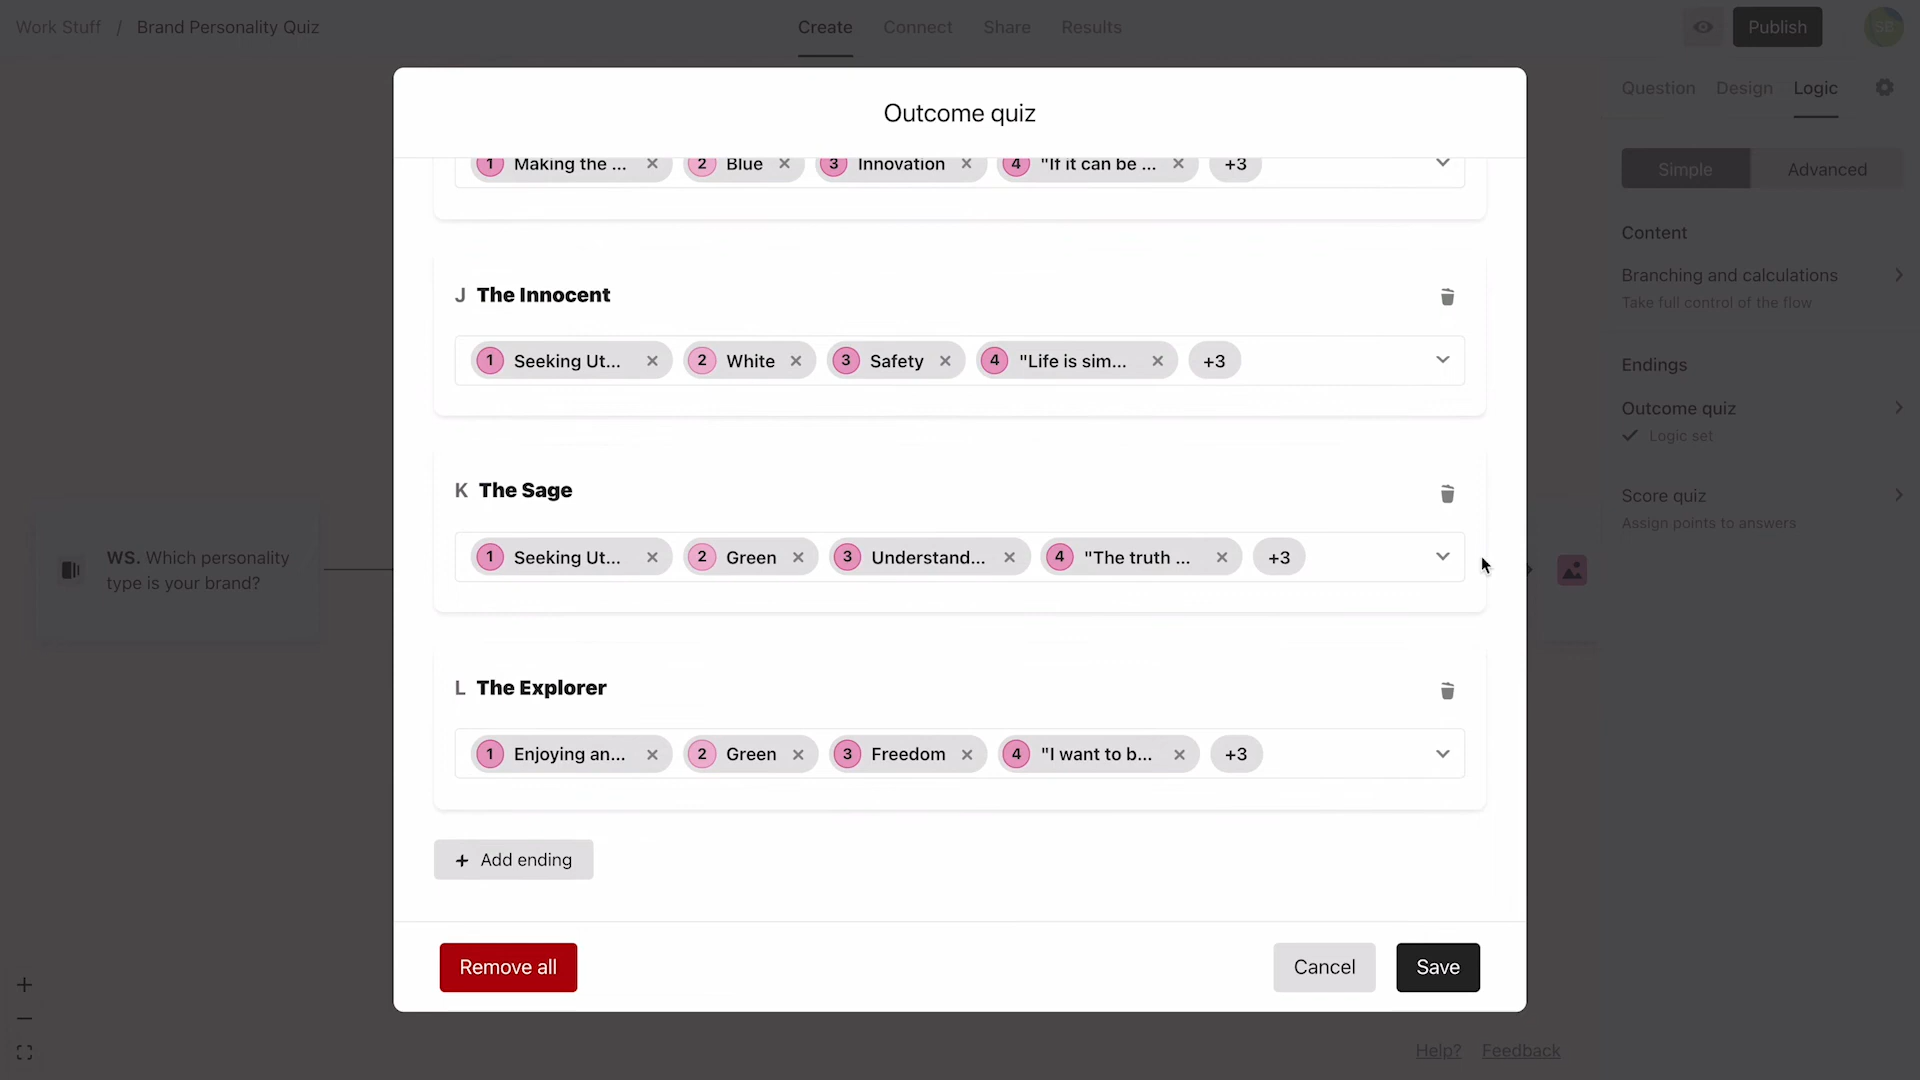 Work Stuff / Brand Personality Quiz
Create Connect Share Results
Publish
SE
Question Design Logic
Outcome quiz
1 Making the ... × 2 Blue × 3 Innovation × 4 "If it can be ... × +3
Simple Advanced
Content
Branching and calculations
Take full control of the flow
J The Innocent
1 Seeking Ut... × 2 White × 3 Safety × 4 "Life is sim... × +3
Endings
Outcome quiz
Logic set
K The Sage
Score quiz
Assign points to answers
1 Seeking Ut... × 2 Green × 3 Understand... × 4 "The truth ... × +3
WS. Which personality
type is your brand?
L The Explorer
1 Enjoying an... × 2 Green × 3 Freedom × 4 "I want to b... × +3
+ Add ending
Remove all Cancel Save
Help? Feedback